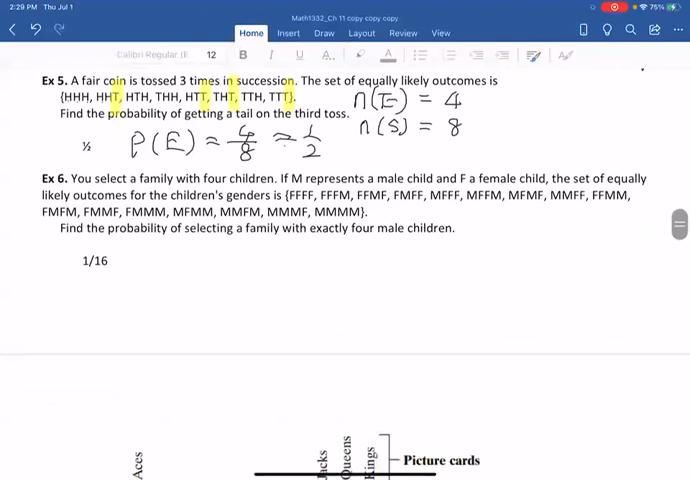 2:29 PM Thu Jul 1
75%
Math1332_Ch 11 copy copy copy
Home Insert Draw Layout References Review View
Calibri Regular (B 12 B I U A..
Ex 5. A fair coin is tossed 3 times in succession. The set of equally likely outcomes is
{HHH, HHT, HTH, THH, HTT, THT, TTH, TTT}.
n(E) = 4
Find the probability of getting a tail on the third toss.
n(S) = 8
½ P(E) = 4/8 = 1/2
Ex 6. You select a family with four children. If M represents a male child and F a female child, the set of equally
likely outcomes for the children's genders is {FFFF, FFFM, FFMF, FMFF, MFFF, MFFM, MFMF, MMFF, FFMM,
FMFM, FMMF, FMMM, MFMM, MMFM, MMMF, MMMM}.
Find the probability of selecting a family with exactly four male children.
1/16
Aces
Jacks
Queens
Kings
Picture cards